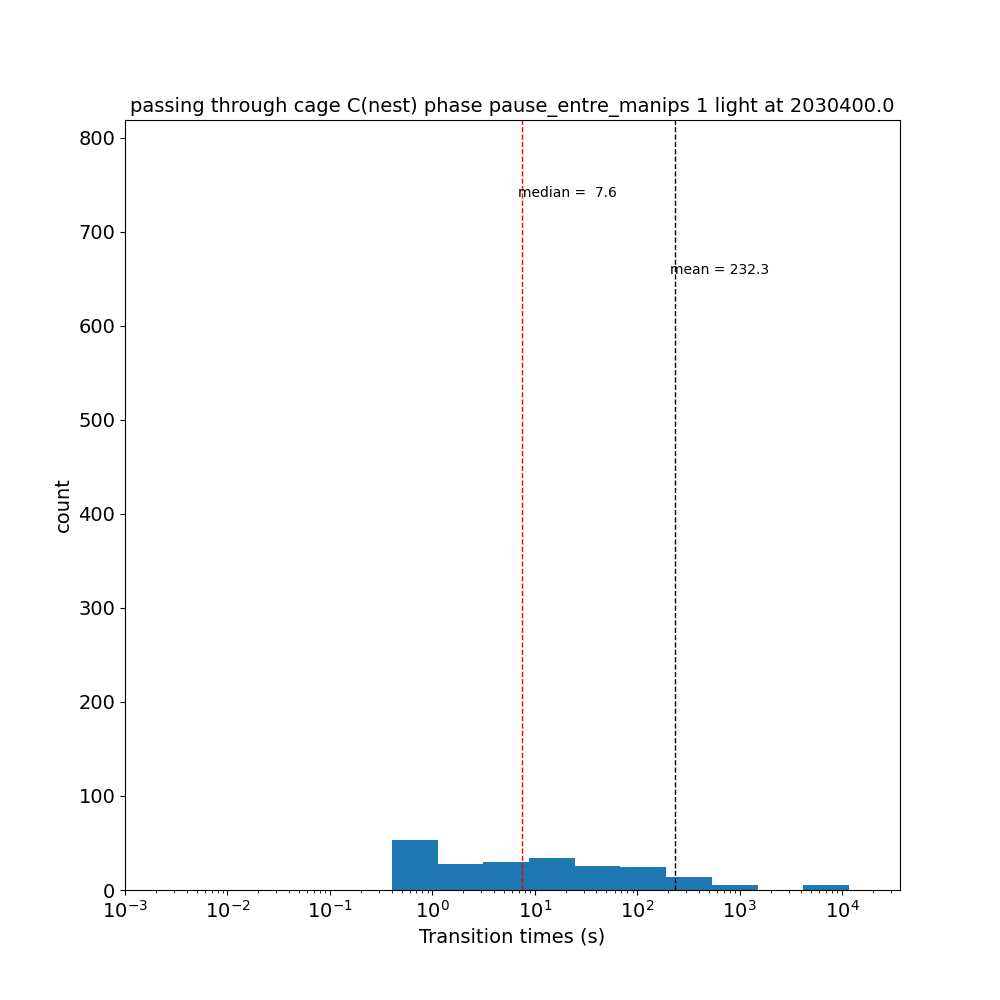 passing through cage C(nest) phase pause_entre_manips 1 light at 2030400.0
800
median =  7.6
700
mean = 232.3
600
500
count
400
300
200
100
0
10⁻³ 10⁻² 10⁻¹ 10⁰ 10¹ 10² 10³ 10⁴
Transition times (s)